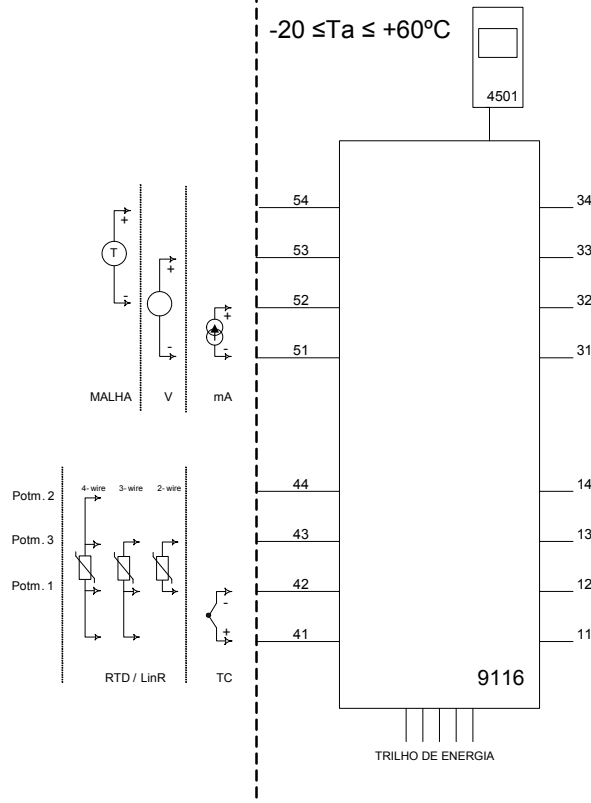 -20 ≤Ta ≤ +60ºC
4501
54
34
+
T
53
33
+
52
32
-
+
51
31
-
-
MALHA
V
mA
4-wire
3-wire
2-wire
Potm. 2
44
14
Potm. 3
43
13
Potm. 1
42
12
-
+
41
11
RTD / LinR
TC
9116
TRILHO DE ENERGIA